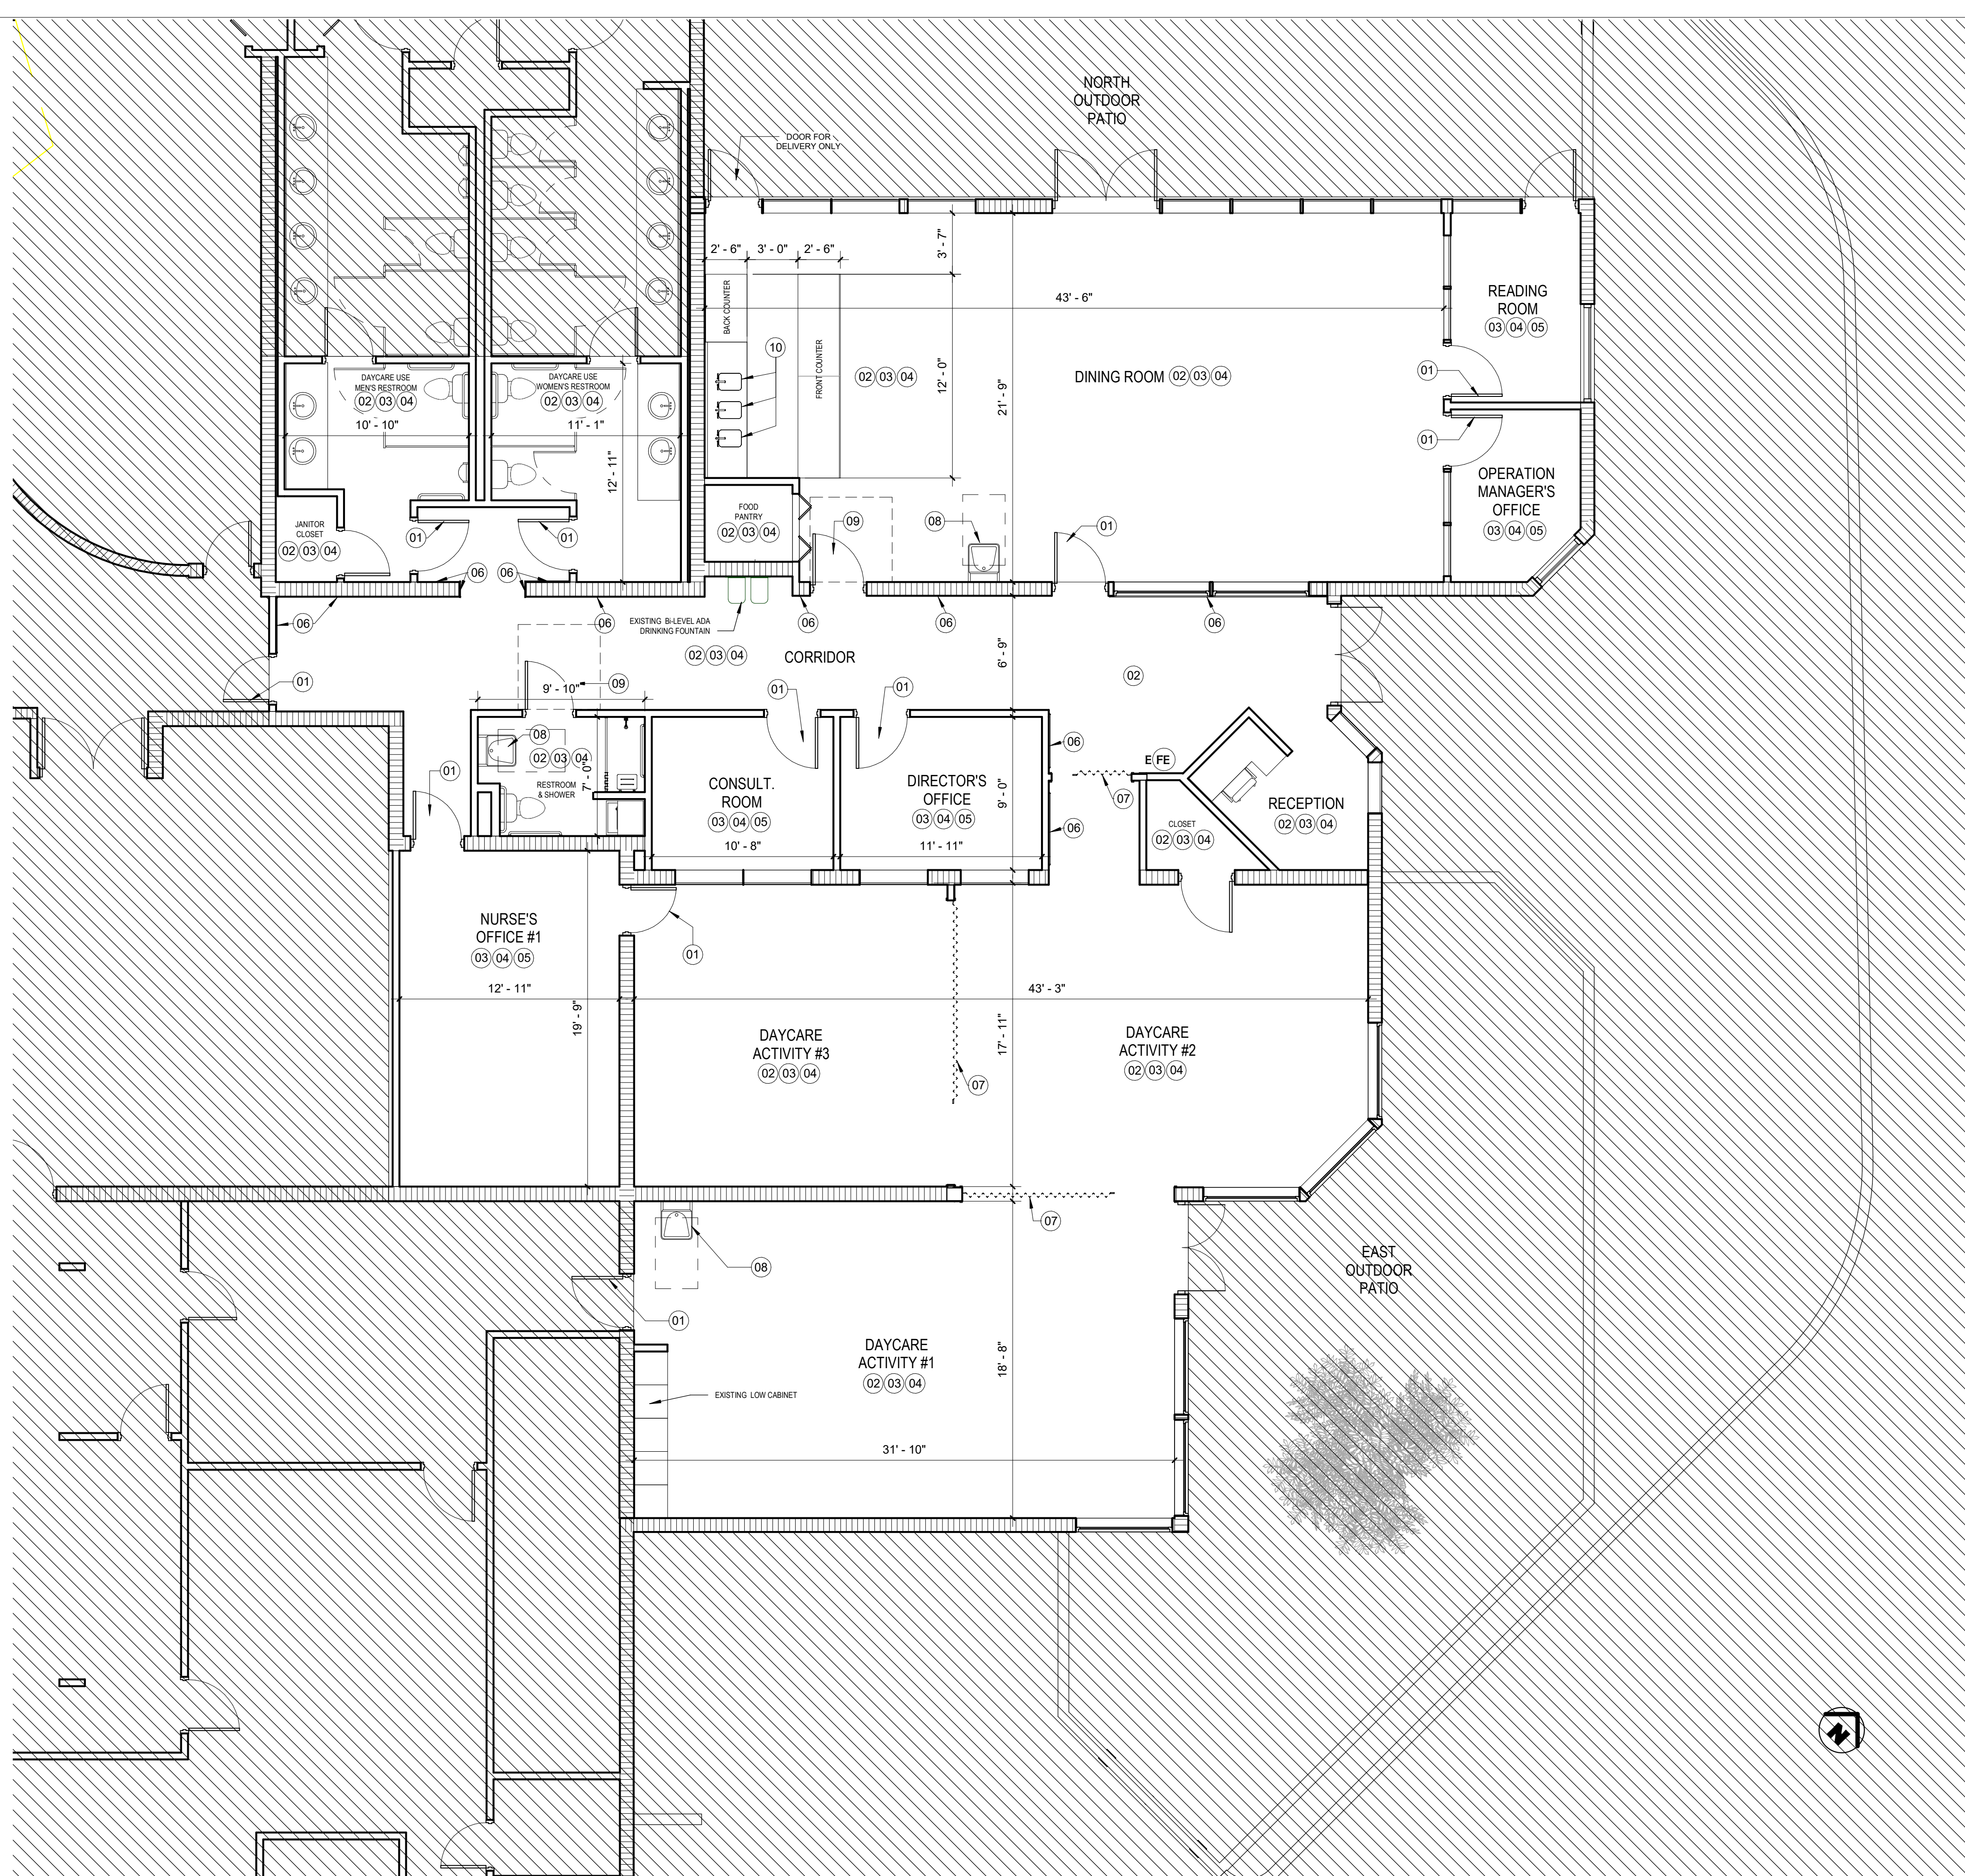 NORTH
OUTDOOR
PATIO
DOOR FOR
DELIVERY ONLY
2' - 6"
3' - 0"
2' - 6"
3' - 7"
BACK COUNTER
43' - 6"
READING
ROOM
03 04 05
10
FRONT COUNTER
02 03 04
12' - 0"
21' - 9"
DINING ROOM 02 03 04
01
DAYCARE USE
MEN'S RESTROOM
02 03 04
10' - 10"
DAYCARE USE
WOMEN'S RESTROOM
02 03 04
11' - 1"
12' - 11"
01
OPERATION
MANAGER'S
OFFICE
03 04 05
JANITOR
CLOSET
02 03 04
01
01
FOOD
PANTRY
02 03 04
09
08
01
06
06
06
06
EXISTING Bi-LEVEL ADA
DRINKING FOUNTAIN
06
06
06
02 03 04
CORRIDOR
6' - 9"
02
01
9' - 10"
09
01
01
08
02 03 04
7' - 0"
RESTROOM
& SHOWER
01
CONSULT.
ROOM
03 04 05
10' - 8"
DIRECTOR'S
OFFICE
03 04 05
11' - 11"
9' - 0"
06
06
E FE
07
CLOSET
02 03 04
RECEPTION
02 03 04
NURSE'S
OFFICE #1
03 04 05
12' - 11"
19' - 9"
01
43' - 3"
DAYCARE
ACTIVITY #3
02 03 04
17' - 11"
DAYCARE
ACTIVITY #2
02 03 04
07
07
08
01
EAST
OUTDOOR
PATIO
DAYCARE
ACTIVITY #1
02 03 04
18' - 8"
EXISTING LOW CABINET
31' - 10"
N